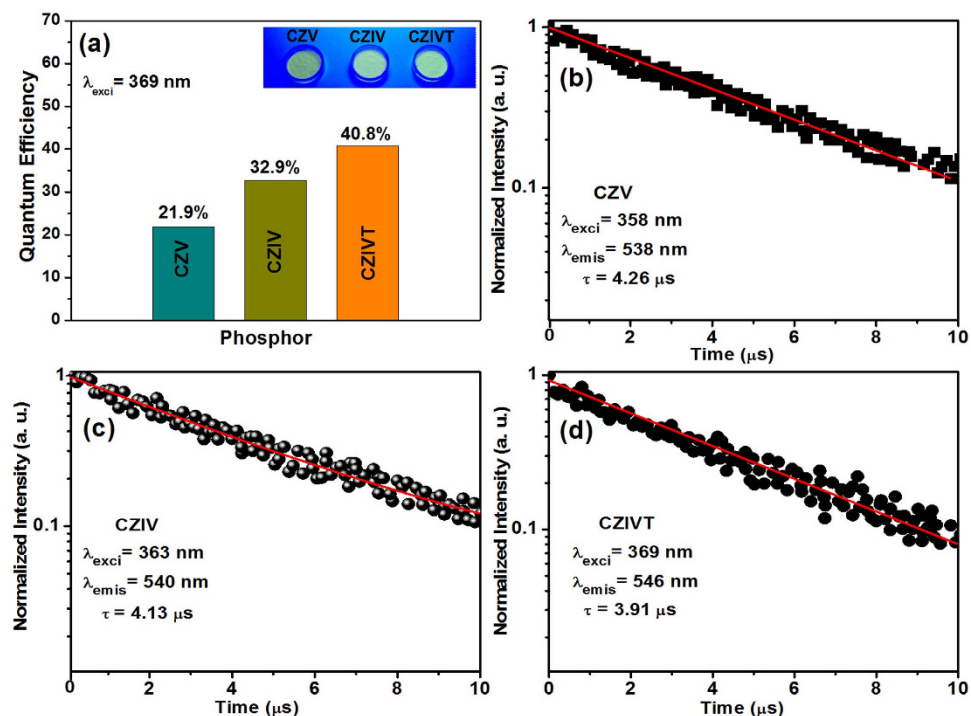 (a)
CZV CZIV CZIVT
λexci= 369 nm
Quantum Efficiency
70
60
50
40
30
20
10
0
21.9%
32.9%
40.8%
CZV
CZIV
CZIVT
Phosphor
(b)
Normalized Intensity (a. u.)
1
0.1
CZV
λexci= 358 nm
λemis= 538 nm
τ = 4.26 μs
0 2 4 6 8 10
Time (μs)
(c)
Normalized Intensity (a. u.)
1
0.1
CZIV
λexci= 363 nm
λemis= 540 nm
τ = 4.13 μs
0 2 4 6 8 10
Time (μs)
(d)
Normalized Intensity (a. u.)
1
0.1
CZIVT
λexci= 369 nm
λemis= 546 nm
τ = 3.91 μs
0 2 4 6 8 10
Time (μs)